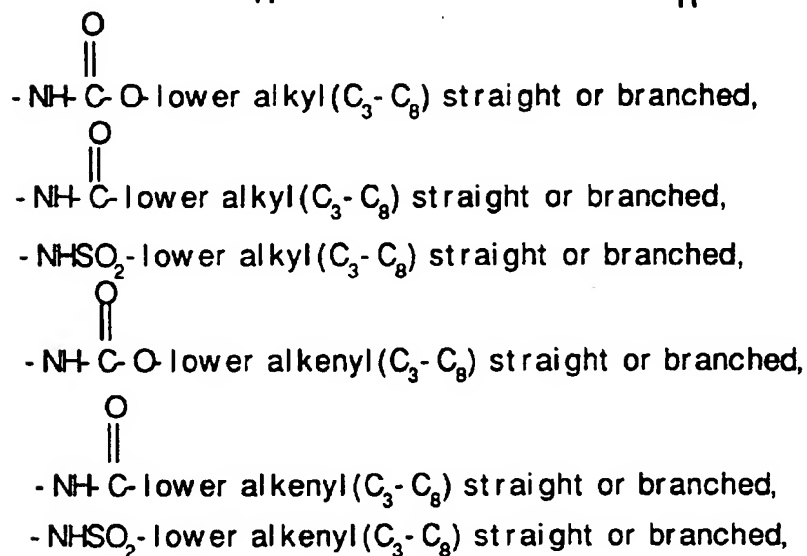 O
||
-NH-C-O-lower alkyl(C₃-C₈) straight or branched,
O
||
-NH-C-lower alkyl(C₃-C₈) straight or branched,
-NHSO₂-lower alkyl(C₃-C₈) straight or branched,
O
||
-NH-C-O-lower alkenyl(C₃-C₈) straight or branched,
O
||
-NH-C-lower alkenyl(C₃-C₈) straight or branched,
-NHSO₂-lower alkenyl(C₃-C₈) straight or branched,